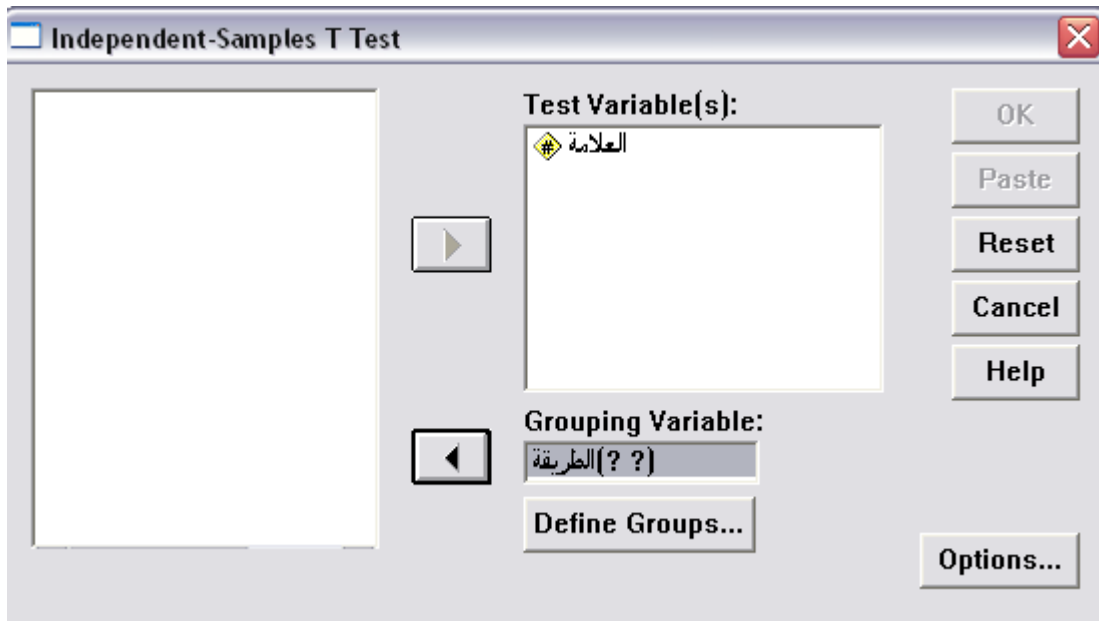 Independent-Samples T Test
Test Variable(s):
العلامة
Grouping Variable:
الطريقة(? ?)
Define Groups...
OK
Paste
Reset
Cancel
Help
Options...